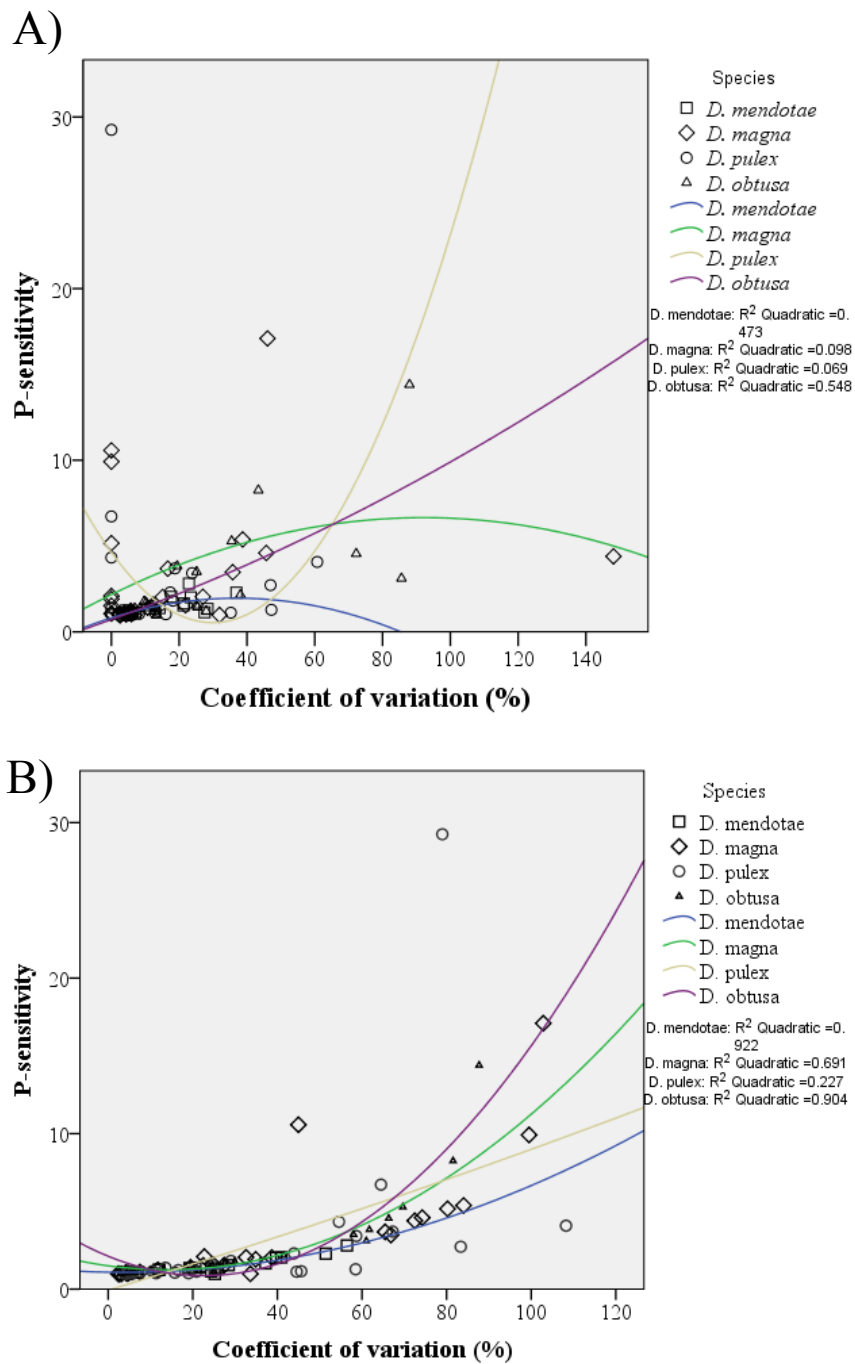 A)
30
20
10
0
0 20 40 60 80 100 120 140
P-sensitivity
Coefficient of variation (%)
Species
D. mendotae
D. magna
D. pulex
D. obtusa
D. mendotae
D. magna
D. pulex
D. obtusa
D. mendotae: R² Quadratic =0.
473
D. magna: R² Quadratic =0.098
D. pulex: R² Quadratic =0.069
D. obtusa: R² Quadratic =0.548
B)
30
20
10
0
0 20 40 60 80 100 120
P-sensitivity
Coefficient of variation (%)
Species
D. mendotae
D. magna
D. pulex
D. obtusa
D. mendotae
D. magna
D. pulex
D. obtusa
D. mendotae: R² Quadratic =0.
922
D. magna: R² Quadratic =0.691
D. pulex: R² Quadratic =0.227
D. obtusa: R² Quadratic =0.904